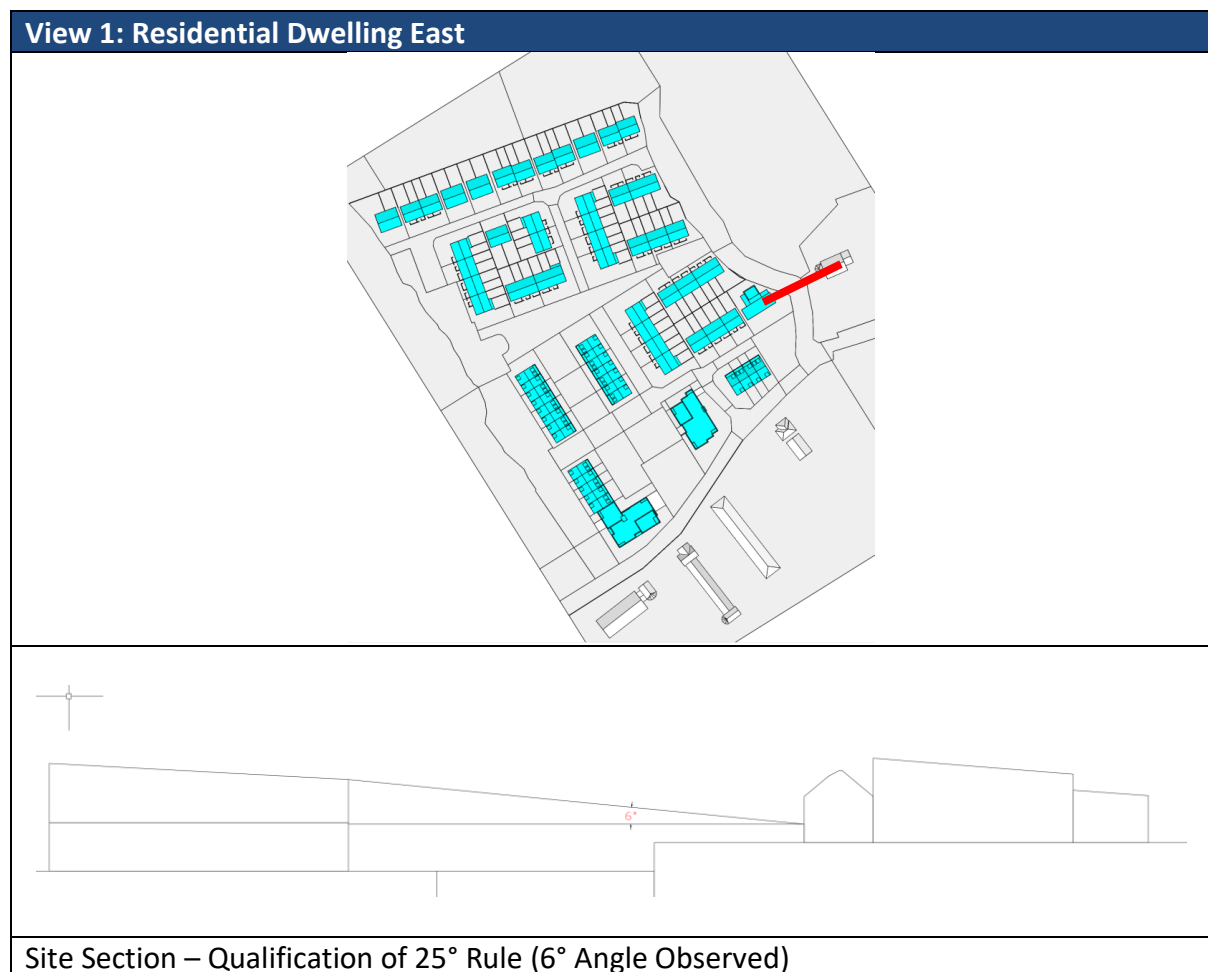 View 1: Residential Dwelling East
6°
Site Section – Qualification of 25° Rule (6° Angle Observed)